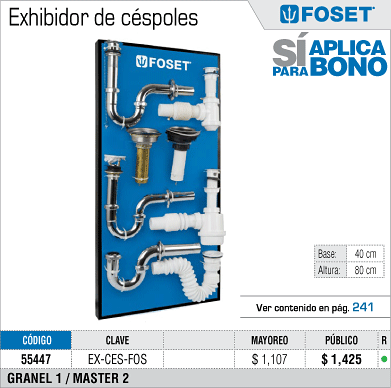 Exhibidor de céspoles
FOSET
SÍ APLICA
PARA BONO
FOSET
Base: 40 cm
Altura: 80 cm
Ver contenido en pág. 241
CÓDIGO CLAVE MAYOREO PÚBLICO R
55447 EX-CES-FOS $ 1,107 $ 1,425
GRANEL 1 / MASTER 2